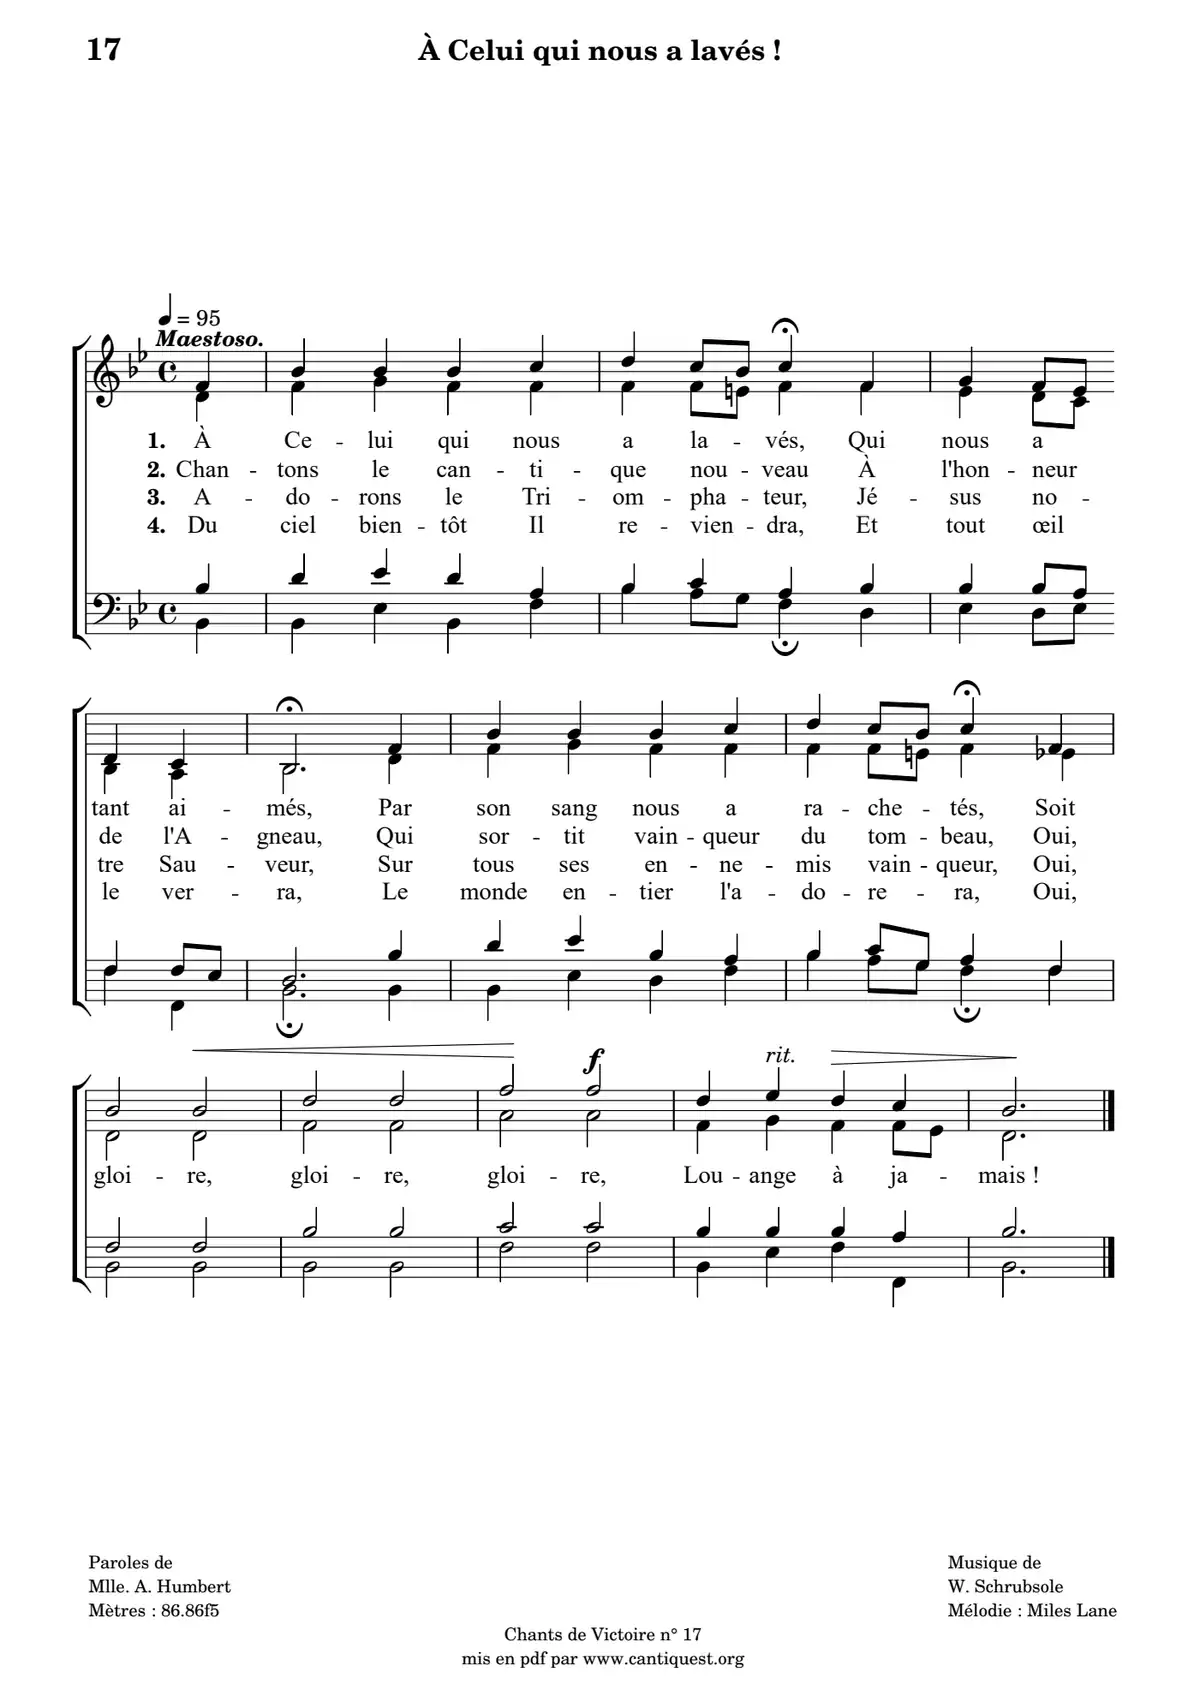 17 À Celui qui nous a lavés !
♩ = 95
Maestoso.
1. À Ce - lui qui nous a la - vés, Qui nous a
2. Chan - tons le can - ti - que nou - veau À l'hon - neur
3. A - do - rons le Tri - om - pha - teur, Jé - sus no -
4. Du ciel bien - tôt Il re - vien - dra, Et tout œil
tant ai - més, Par son sang nous a ra - che - tés, Soit
de l'A - gneau, Qui sor - tit vain - queur du tom - beau, Oui,
tre Sau - veur, Sur tous ses en - ne - mis vain - queur, Oui,
le ver - ra, Le monde en - tier l'a - do - re - ra, Oui,
f rit.
gloi - re, gloi - re, gloi - re, Lou - ange à ja - mais !
Paroles de
Mlle. A. Humbert
Mètres : 86.86f5
Musique de
W. Schrubsole
Mélodie : Miles Lane
Chants de Victoire n° 17
mis en pdf par www.cantiquest.org